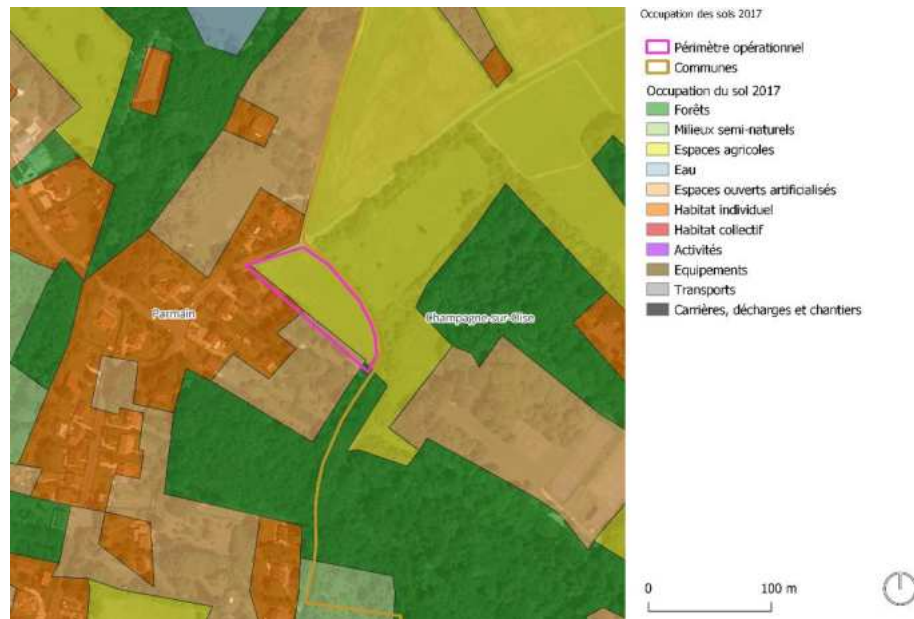 Occupation des sols 2017
Périmètre opérationnel
Communes
Occupation du sol 2017
Forêts
Milieux semi-naturels
Espaces agricoles
Eau
Espaces ouverts artificialisés
Habitat individuel
Habitat collectif
Activités
Equipements
Transports
Carrières, décharges et chantiers
Parmain
Champagne-sur-Oise
0 100 m